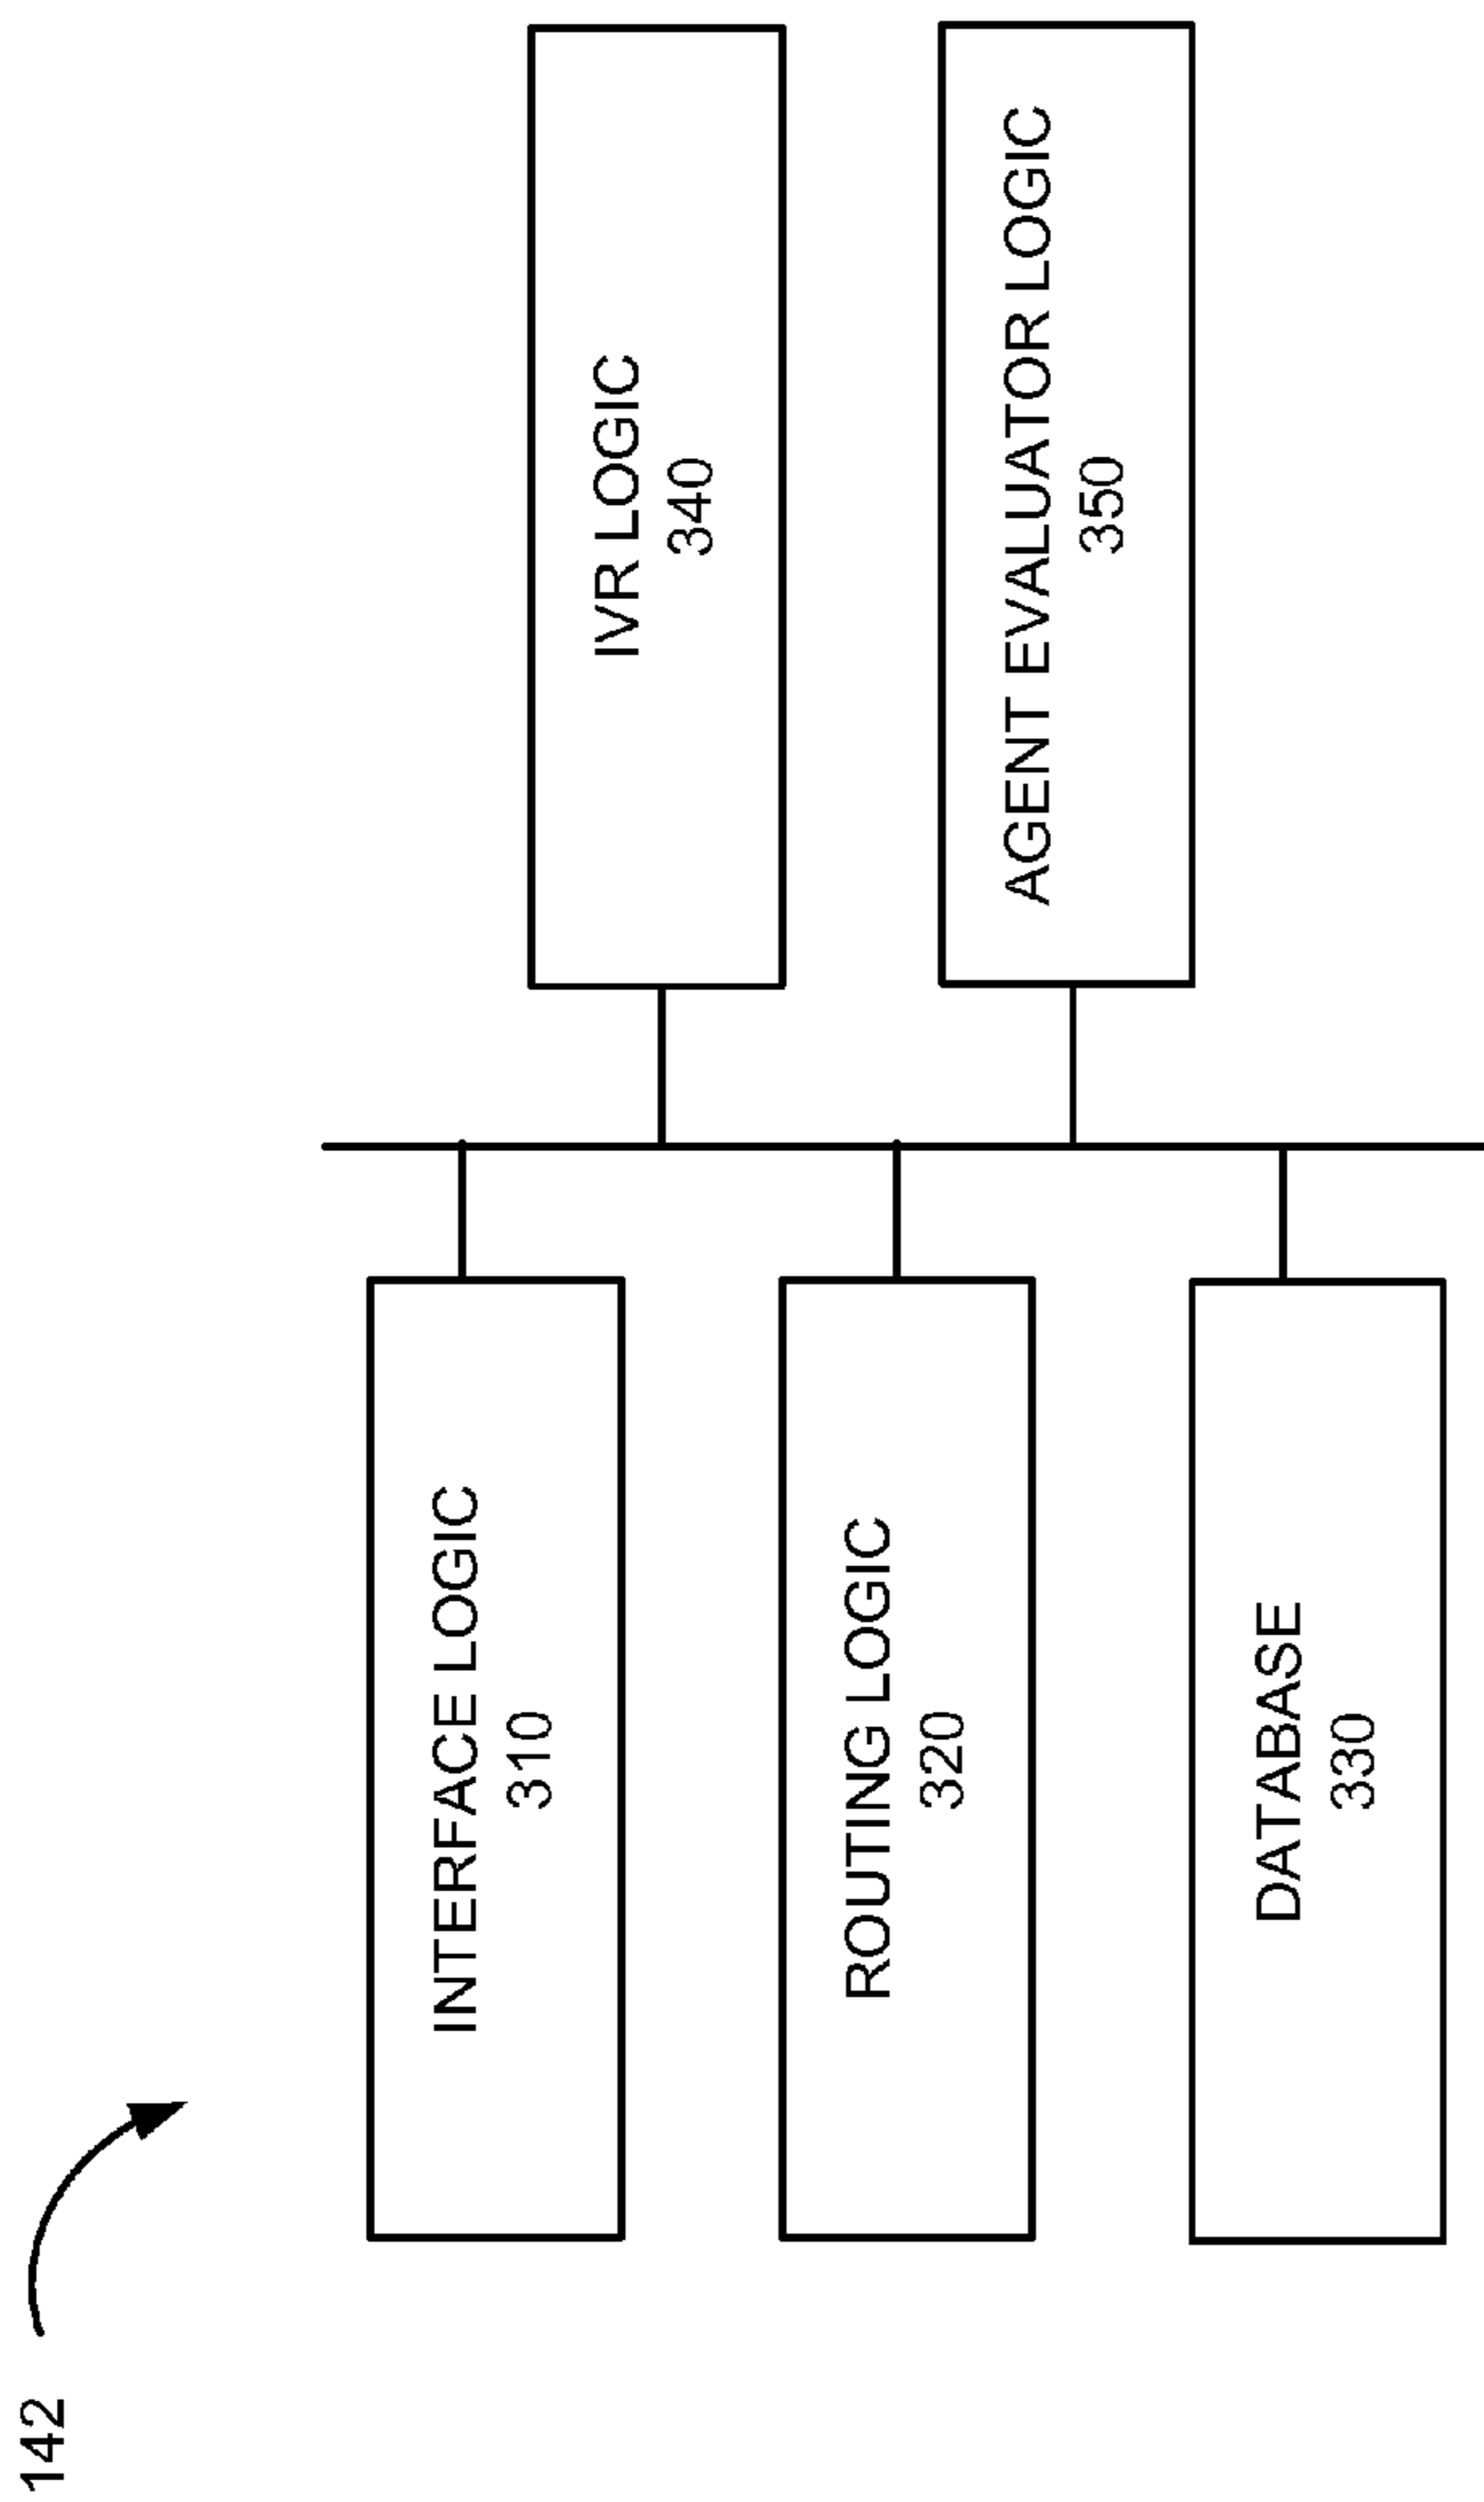 142
INTERFACE LOGIC
310
IVR LOGIC
340
ROUTING LOGIC
320
AGENT EVALUATOR LOGIC
350
DATABASE
330